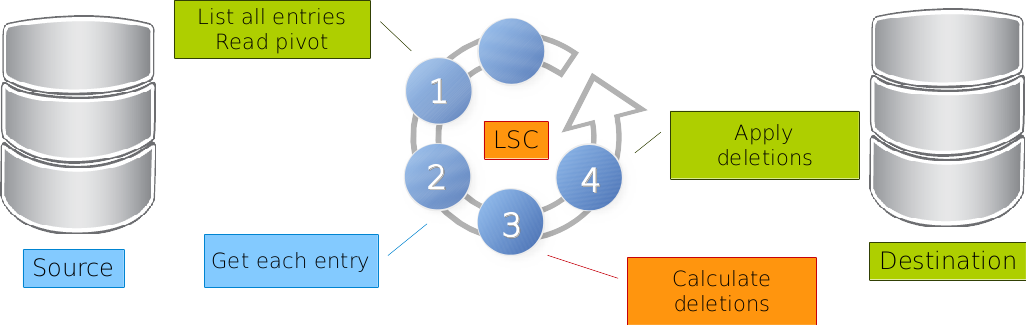 List all entries
Read pivot
1
LSC
Apply
deletions
2
4
3
Source
Get each entry
Calculate
deletions
Destination